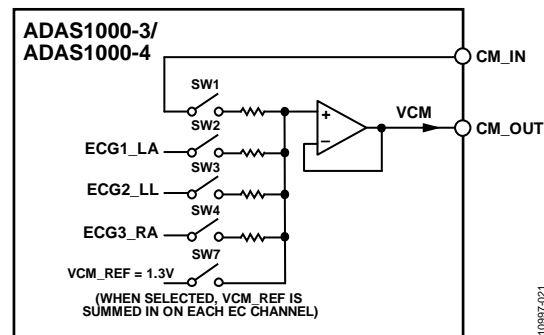 ADAS1000-3/
ADAS1000-4
CM_IN
SW1
+
VCM
CM_OUT
–
SW2
ECG1_LA
SW3
ECG2_LL
SW4
ECG3_RA
SW7
VCM_REF = 1.3V
(WHEN SELECTED, VCM_REF IS
SUMMED IN ON EACH EC CHANNEL)
10997-021